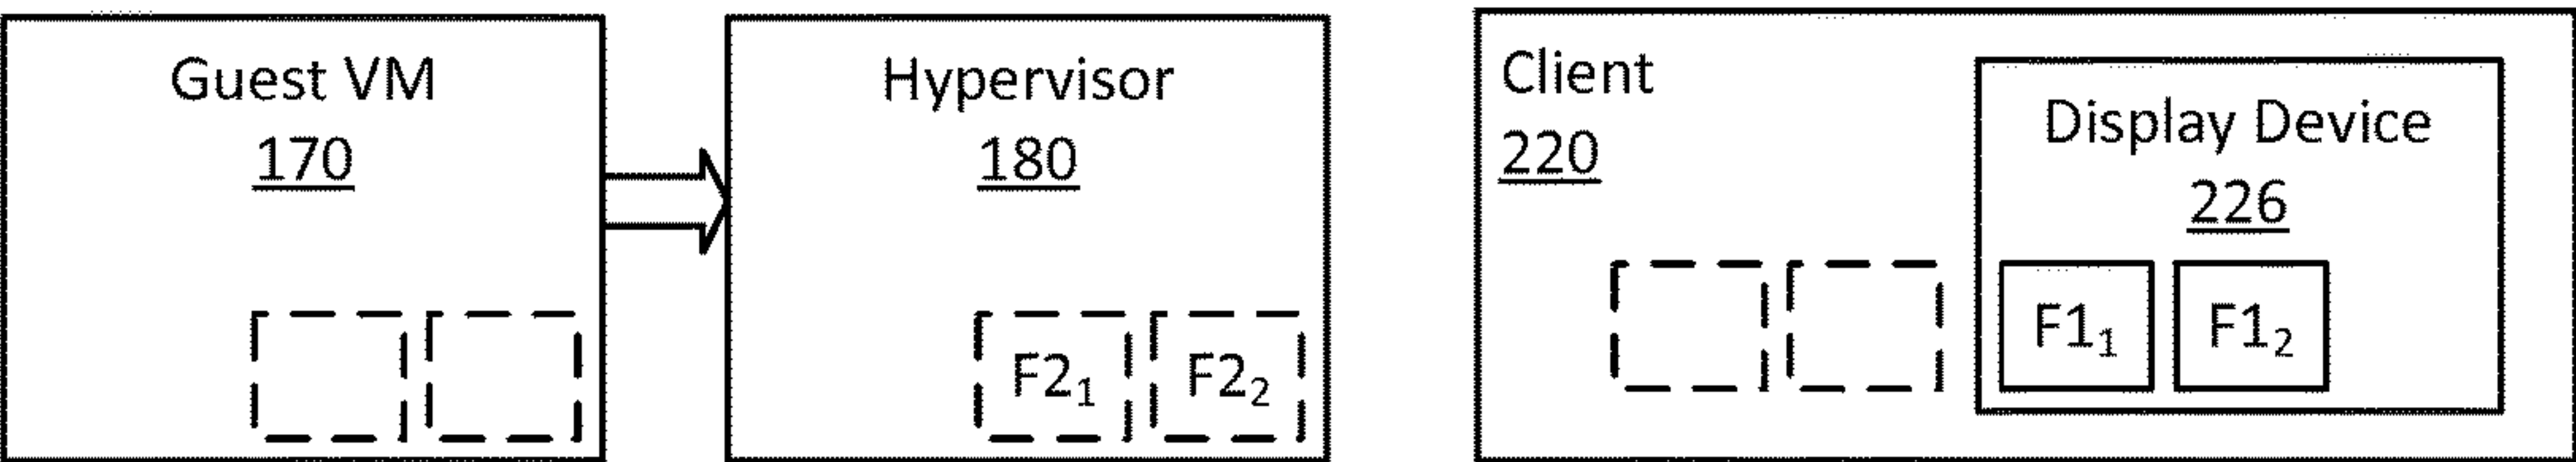 Guest VM
170
Hypervisor
180
F2₁ F2₂
Client
220
Display Device
226
F1₁ F1₂